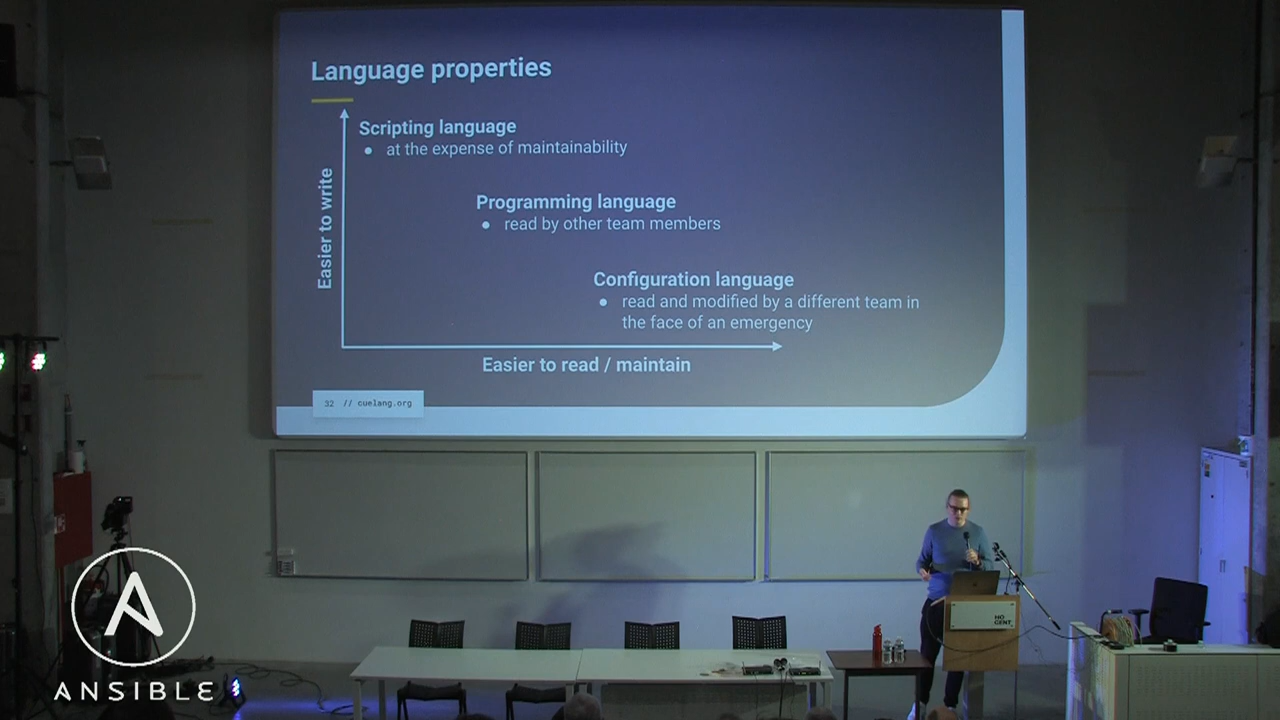 Language properties
Scripting language
at the expense of maintainability
Programming language
read by other team members
Configuration language
read and modified by a different team in
the face of an emergency
Easier to write
Easier to read / maintain
32 // cuelang.org
HO
GENT
ANSIBLE